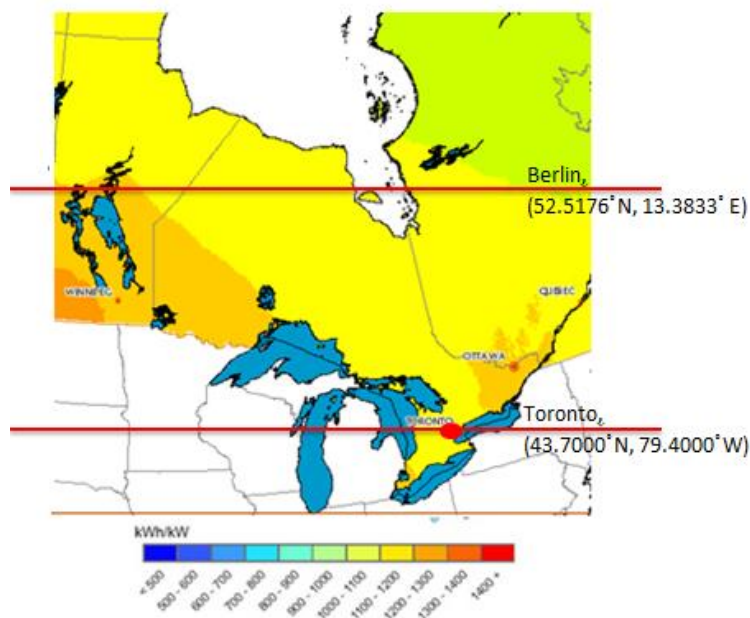 Berlin,
(52.5176°N, 13.3833°E)
WINNIPEG
QUEBEC
OTTAWA
TORONTO
Toronto,
(43.7000°N, 79.4000°W)
kWh/kW
< 500
500 - 600
600 - 700
700 - 800
800 - 900
900 - 1000
1000 - 1100
1100 - 1200
1200 - 1300
1300 - 1400
1400 +